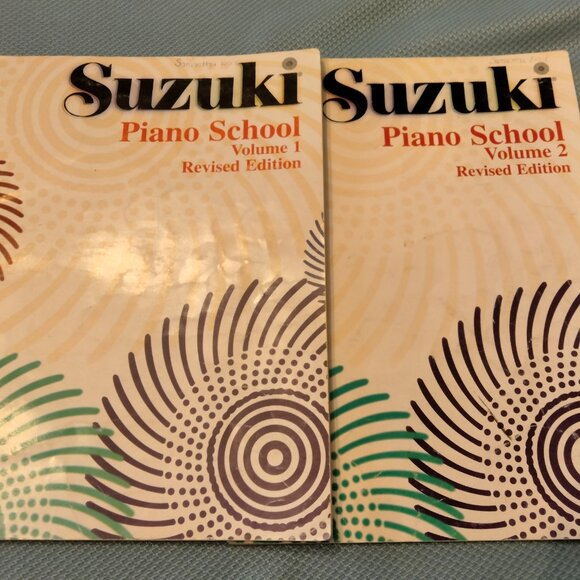 Suzuki
Piano School
Volume 1
Revised Edition
Suzuki
Piano School
Volume 2
Revised Edition